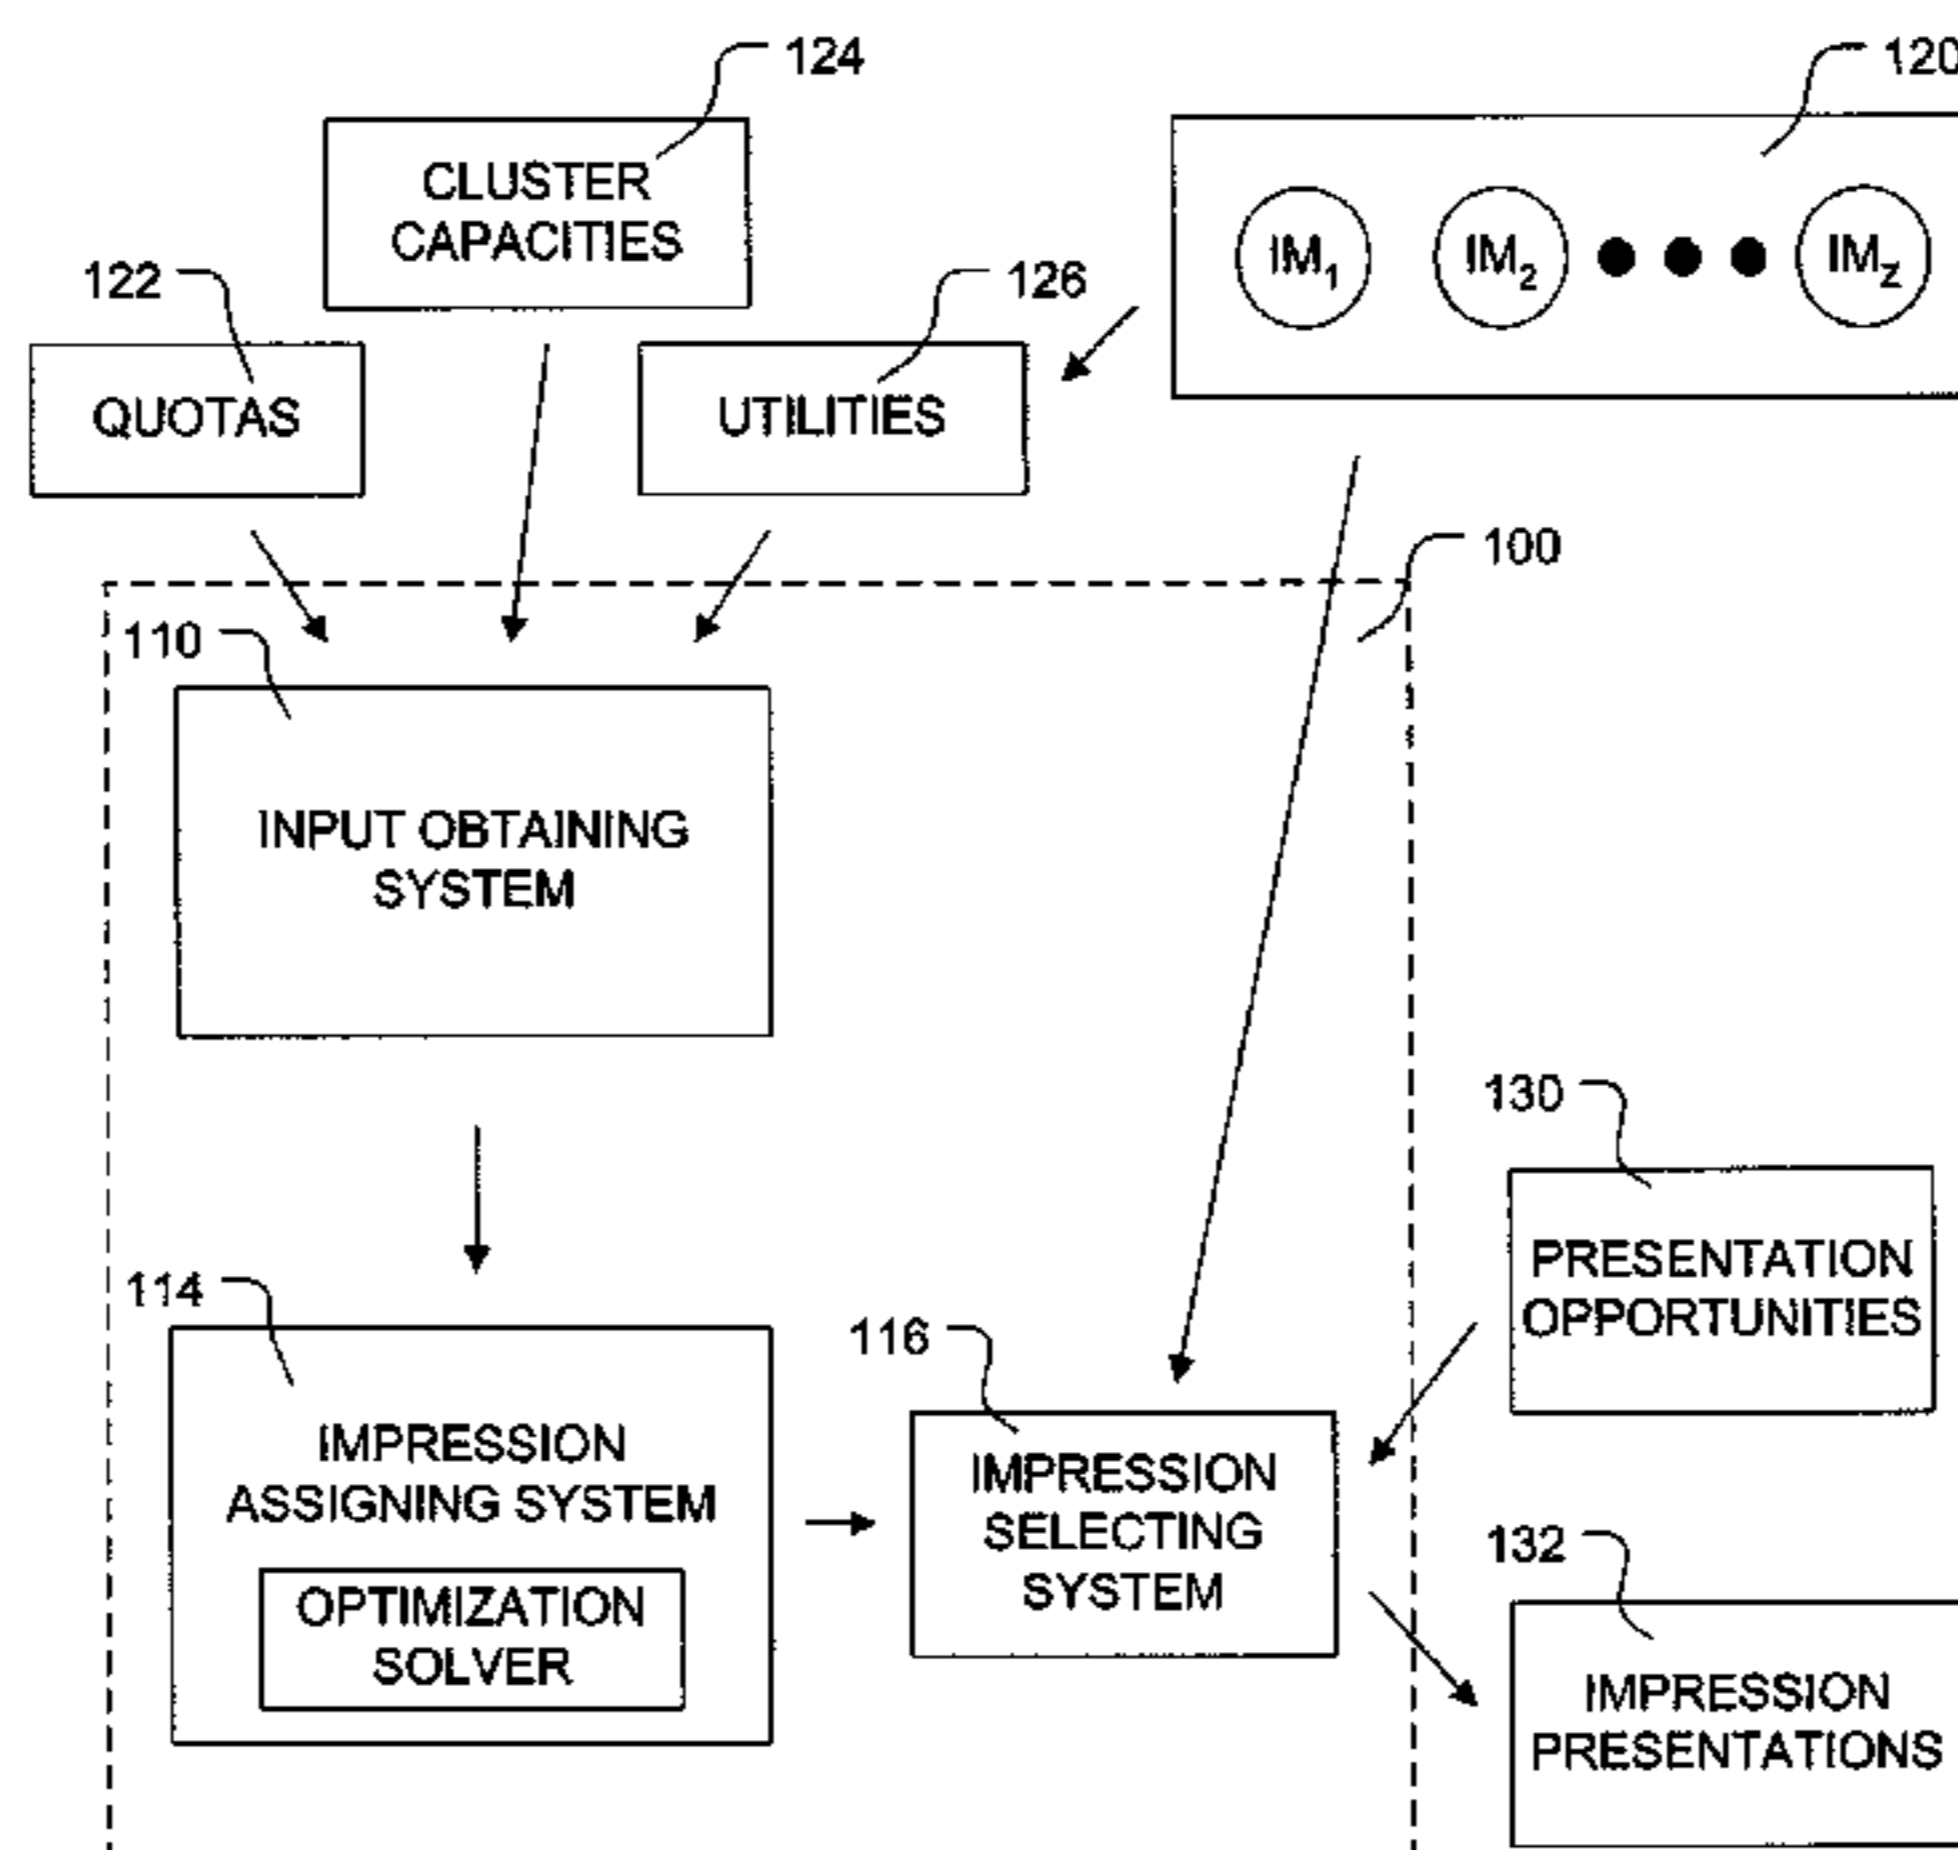 124
120
CLUSTER
CAPACITIES
IM1 IM2 IMZ
122
126
QUOTAS
UTILITIES
100
110
INPUT OBTAINING
SYSTEM
130
PRESENTATION
OPPORTUNITIES
114
116
IMPRESSION
ASSIGNING SYSTEM
OPTIMIZATION
SOLVER
IMPRESSION
SELECTING
SYSTEM
132
IMPRESSION
PRESENTATIONS